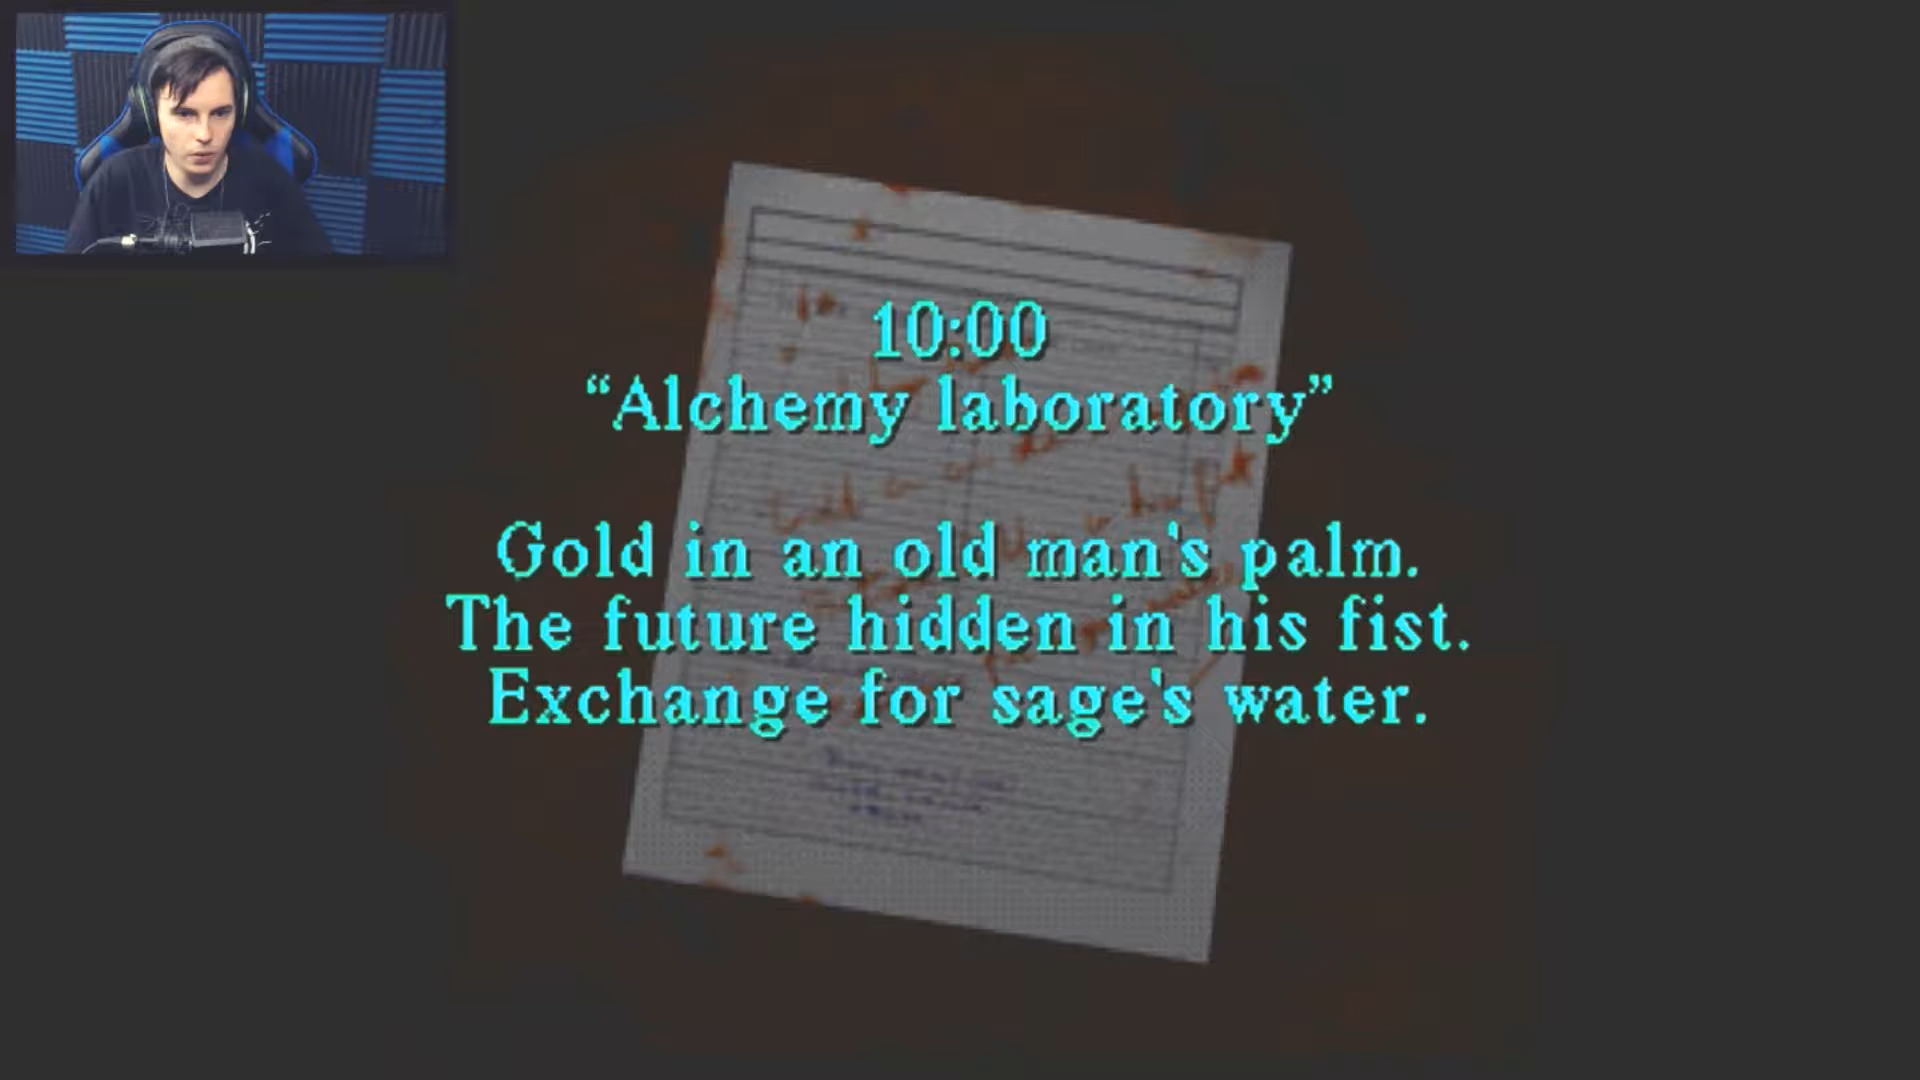 10:00
“Alchemy laboratory”
Gold in an old man's palm.
The future hidden in his fist.
Exchange for sage's water.